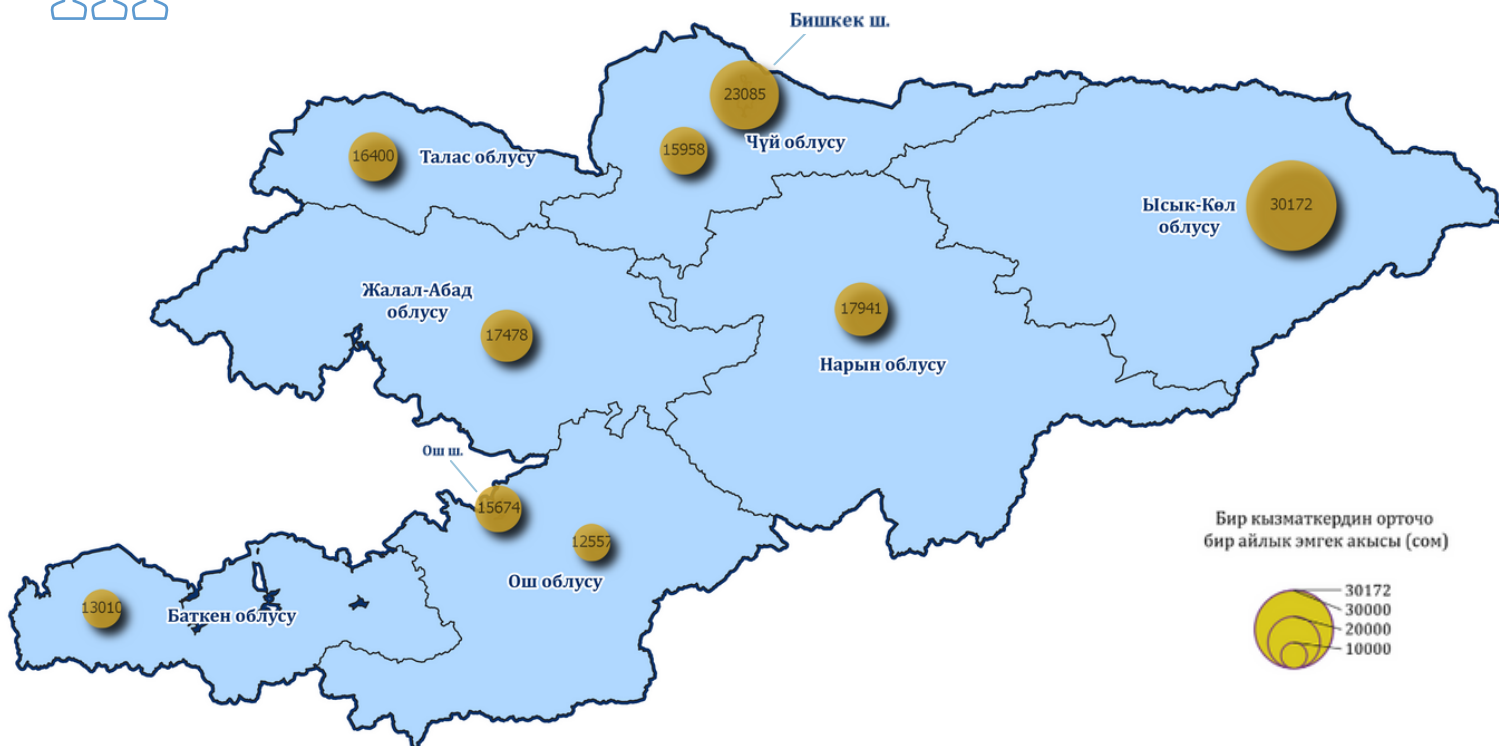 Бишкек ш.
23085
Чүй облусу
15958
16400
Талас облусу
Ысык-Көл
облусу
30172
Жалал-Абад
облусу
17478
17941
Нарын облусу
Ош ш.
15674
12557
Ош облусу
13010
Баткен облусу
Бир кызматкердин орточо
бир айлык эмгек акысы (сом)
30172
30000
20000
10000